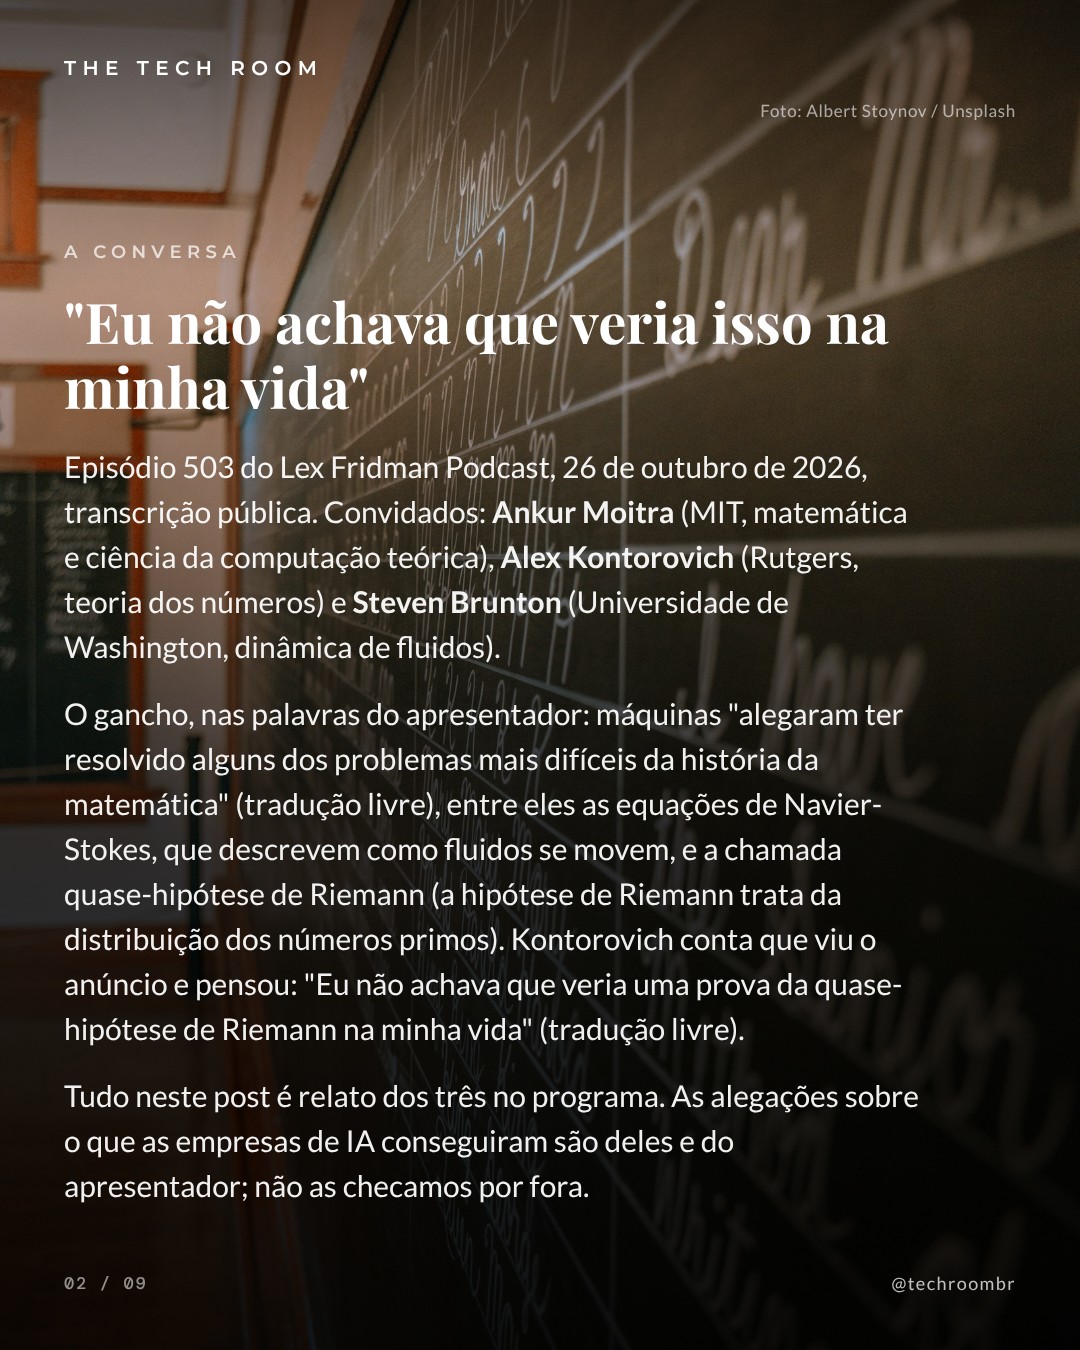 THE TECH ROOM
Foto: Albert Stoynov / Unsplash
A CONVERSA
"Eu não achava que veria isso na
minha vida"
Episódio 503 do Lex Fridman Podcast, 26 de outubro de 2026,
transcrição pública. Convidados: Ankur Moitra (MIT, matemática
e ciência da computação teórica), Alex Kontorovich (Rutgers,
teoria dos números) e Steven Brunton (Universidade de
Washington, dinâmica de fluidos).
O gancho, nas palavras do apresentador: máquinas "alegaram ter
resolvido alguns dos problemas mais difíceis da história da
matemática" (tradução livre), entre eles as equações de Navier-
Stokes, que descrevem como fluidos se movem, e a chamada
quase-hipótese de Riemann (a hipótese de Riemann trata da
distribuição dos números primos). Kontorovich conta que viu o
anúncio e pensou: "Eu não achava que veria uma prova da quase-
hipótese de Riemann na minha vida" (tradução livre).
Tudo neste post é relato dos três no programa. As alegações sobre
o que as empresas de IA conseguiram são deles e do
apresentador; não as checamos por fora.
02 / 09
@techroombr
Grade 6
Dear
I have